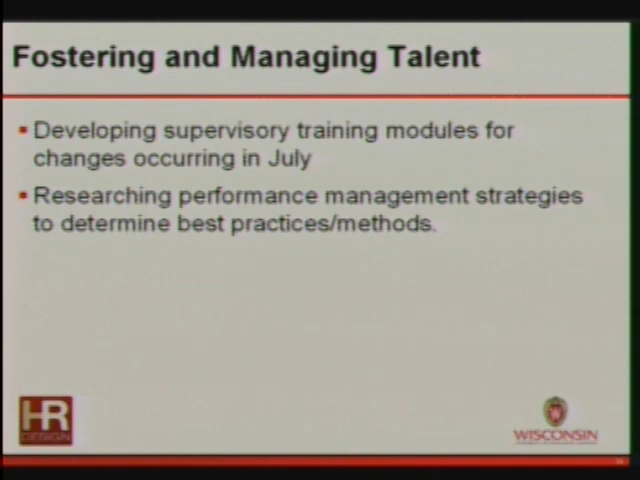 Fostering and Managing Talent
Developing supervisory training modules for
changes occurring in July
Researching performance management strategies
to determine best practices/methods.
HR
DESIGN
WISCONSIN